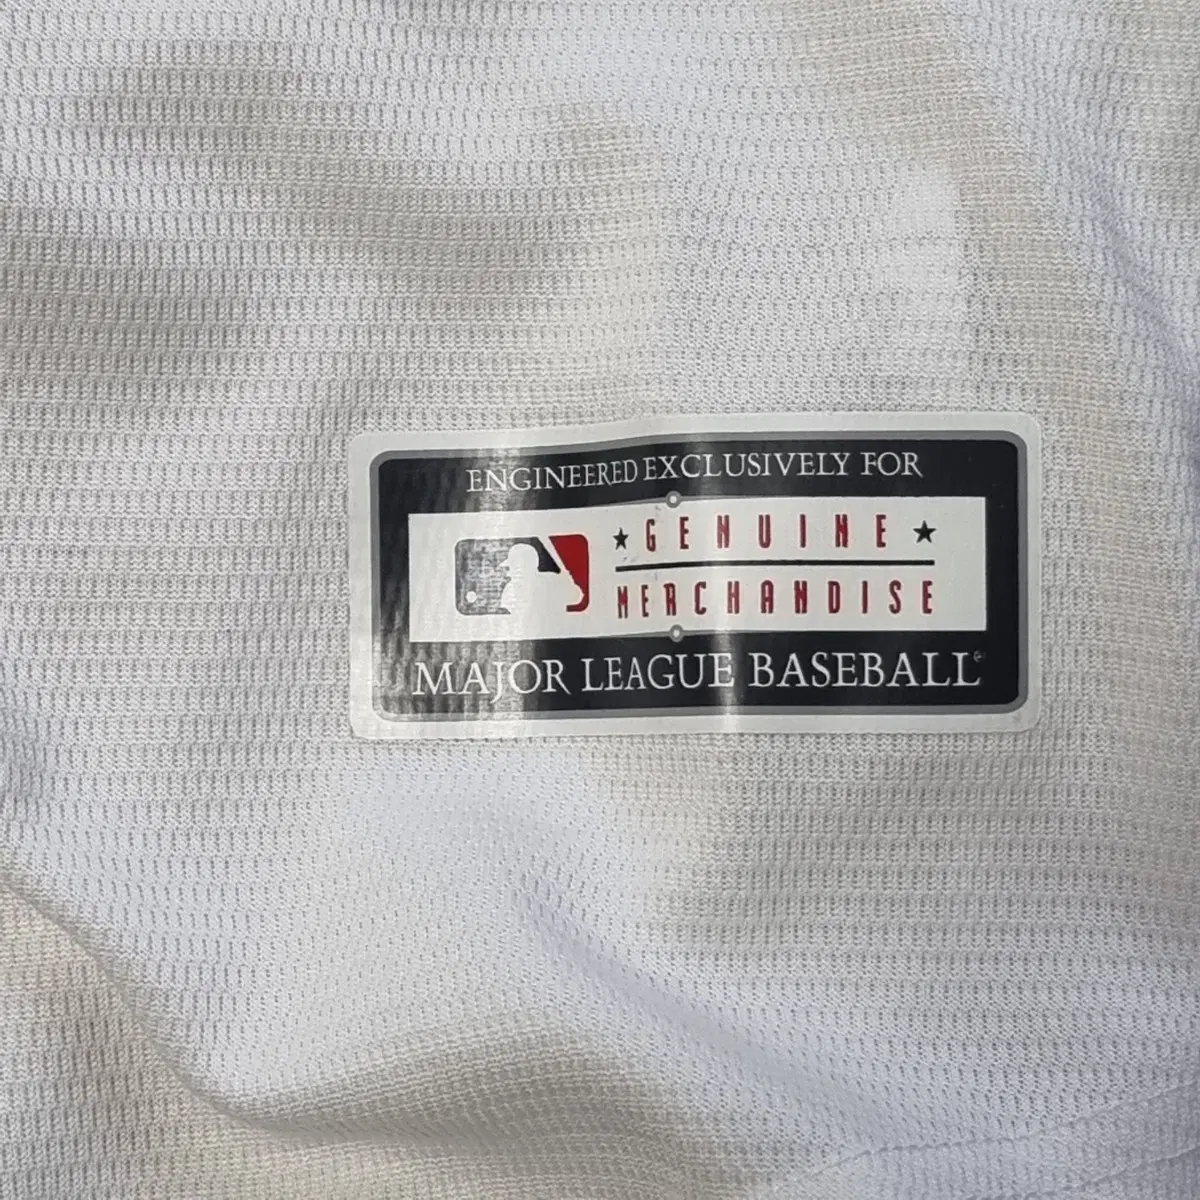 ENGINEERED EXCLUSIVELY FOR
★ GENUINE ★
MERCHANDISE
MAJOR LEAGUE BASEBALL